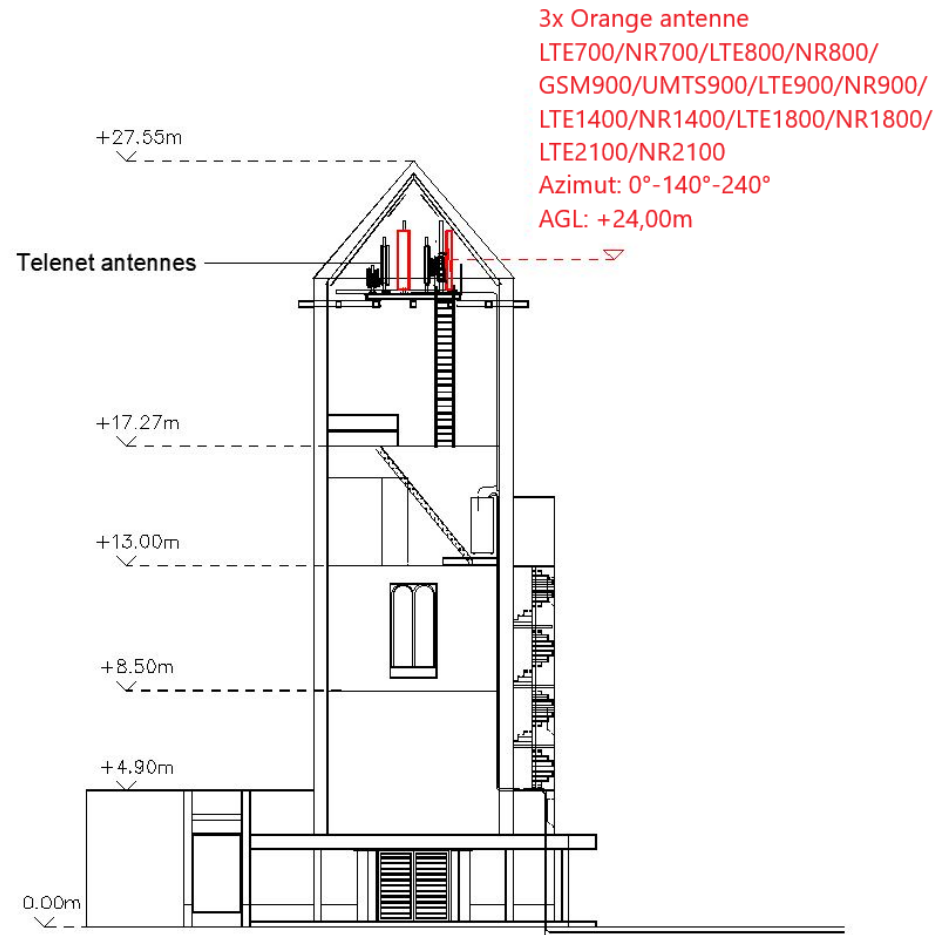 3x Orange antenne
LTE700/NR700/LTE800/NR800/
GSM900/UMTS900/LTE900/NR900/
LTE1400/NR1400/LTE1800/NR1800/
LTE2100/NR2100
Azimut: 0°-140°-240°
AGL: +24,00m
+27.55m
Telenet antennes
+17.27m
+13.00m
+8.50m
+4.90m
0.00m